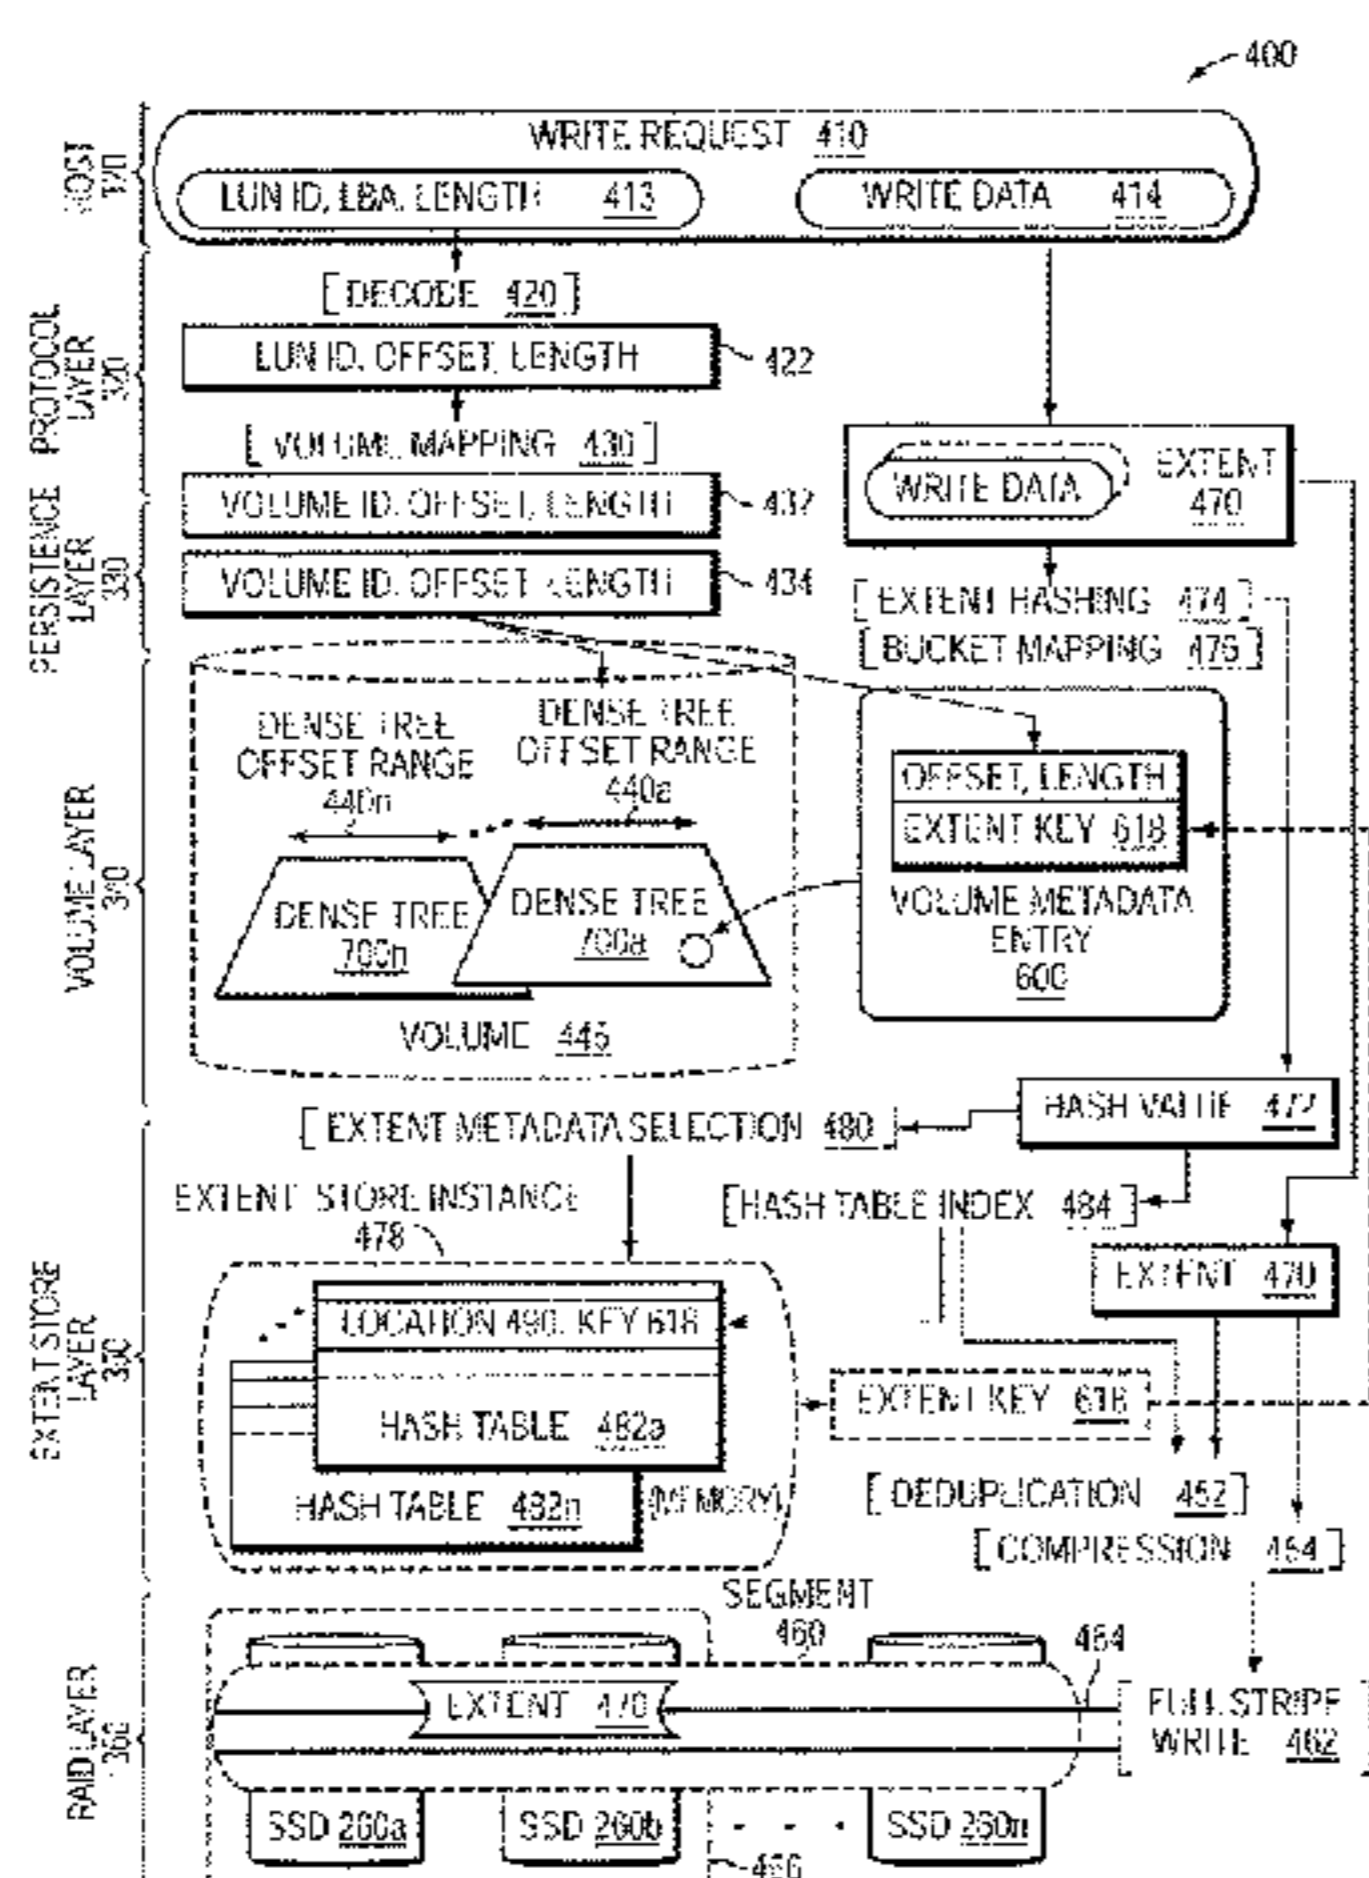 400
HOST
120
WRITE REQUEST 410
LUN ID, LBA, LENGTH 413
WRITE DATA 414
[DECODE 420]
PROTOCOL
LAYER
320
LUN ID, OFFSET, LENGTH
422
[VOLUME MAPPING 430]
VOLUME ID, OFFSET, LENGTH
432
WRITE DATA
EXTENT
470
PERSISTENCE
LAYER
330
VOLUME ID, OFFSET, LENGTH
434
[EXTENT HASHING 474]
[BUCKET MAPPING 476]
VOLUME LAYER
340
DENSE TREE
OFFSET RANGE
440n
DENSE TREE
OFFSET RANGE
440a
OFFSET, LENGTH
EXTENT KEY 618
VOLUME METADATA
ENTRY
600
DENSE TREE
700n
DENSE TREE
700a
VOLUME 445
HASH VALUE 472
[EXTENT METADATA SELECTION 480]
EXTENT STORE INSTANCE
478
[HASH TABLE INDEX 484]
EXTENT 470
EXTENT STORE
LAYER
350
LOCATION 490, KEY 618
HASH TABLE 482a
HASH TABLE 482n
(MEMORY)
EXTENT KEY 618
[DEDUPLICATION 452]
[COMPRESSION 454]
RAID LAYER
360
SEGMENT
460
464
EXTENT 470
[FULL STRIPE
WRITE 462]
SSD 260a
SSD 260b
. . .
SSD 260n
466